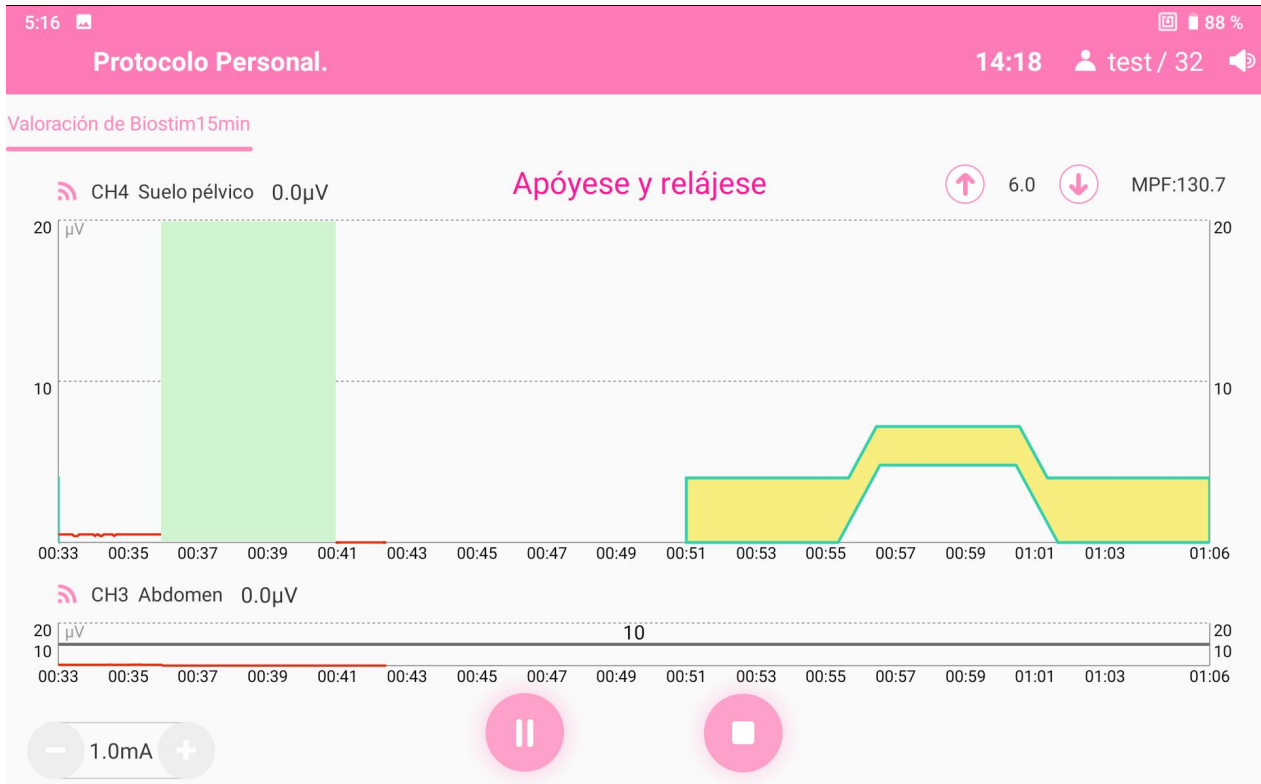 5:16 88 %
Protocolo Personal. 14:18 test / 32
Valoración de Biostim15min
CH4 Suelo pélvico 0.0µV Apóyese y relájese 6.0 MPF:130.7
20 µV 20
10 10
00:33 00:35 00:37 00:39 00:41 00:43 00:45 00:47 00:49 00:51 00:53 00:55 00:57 00:59 01:01 01:03 01:06
CH3 Abdomen 0.0µV
20 µV 10 20
10 10
00:33 00:35 00:37 00:39 00:41 00:43 00:45 00:47 00:49 00:51 00:53 00:55 00:57 00:59 01:01 01:03 01:06
1.0mA